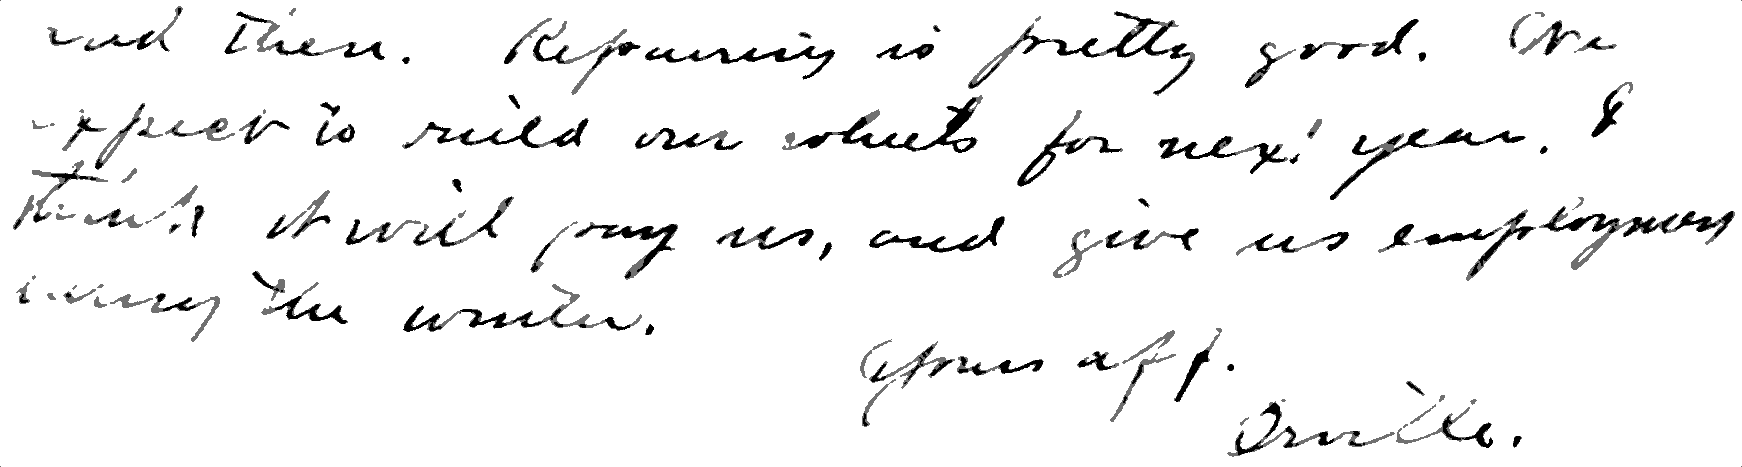 and then. Repairing is pretty good. We
expect to build our wheels for next year. I
think it will pay us, and give us employment
during the winter.
Yours aff.
Orville.